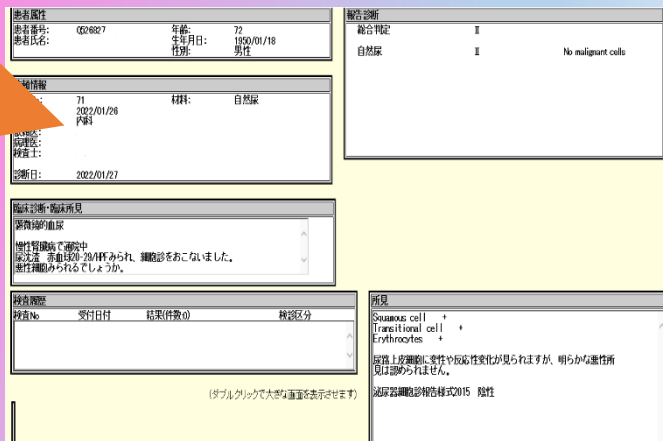 患者属性
患者番号: 0526827 年齢: 72
患者氏名: 生年月日: 1950/01/18
性別: 男性
報告診断
総合判定 Ⅱ
自然尿 Ⅱ No malignant cells
情報
71 材料: 自然尿
2022/01/26
内科
病理医:
検査士:
診断日: 2022/01/27
臨床診断・臨床所見
顕微鏡的血尿
慢性腎臓病で通院中
尿沈渣 赤血球20-29/HPFみられ、細胞診をおこないました。
悪性細胞みられるでしょうか。
検査履歴
検査No 受付日付 結果(件数:0) 検診区分
(ダブルクリックで大きな画面を表示させます)
所見
Squamous cell +
Transitional cell +
Erythrocytes +
尿路上皮細胞に変性や反応性変化が見られますが、明らかな悪性所
見は認められません。
泌尿器細胞診報告様式2015 陰性